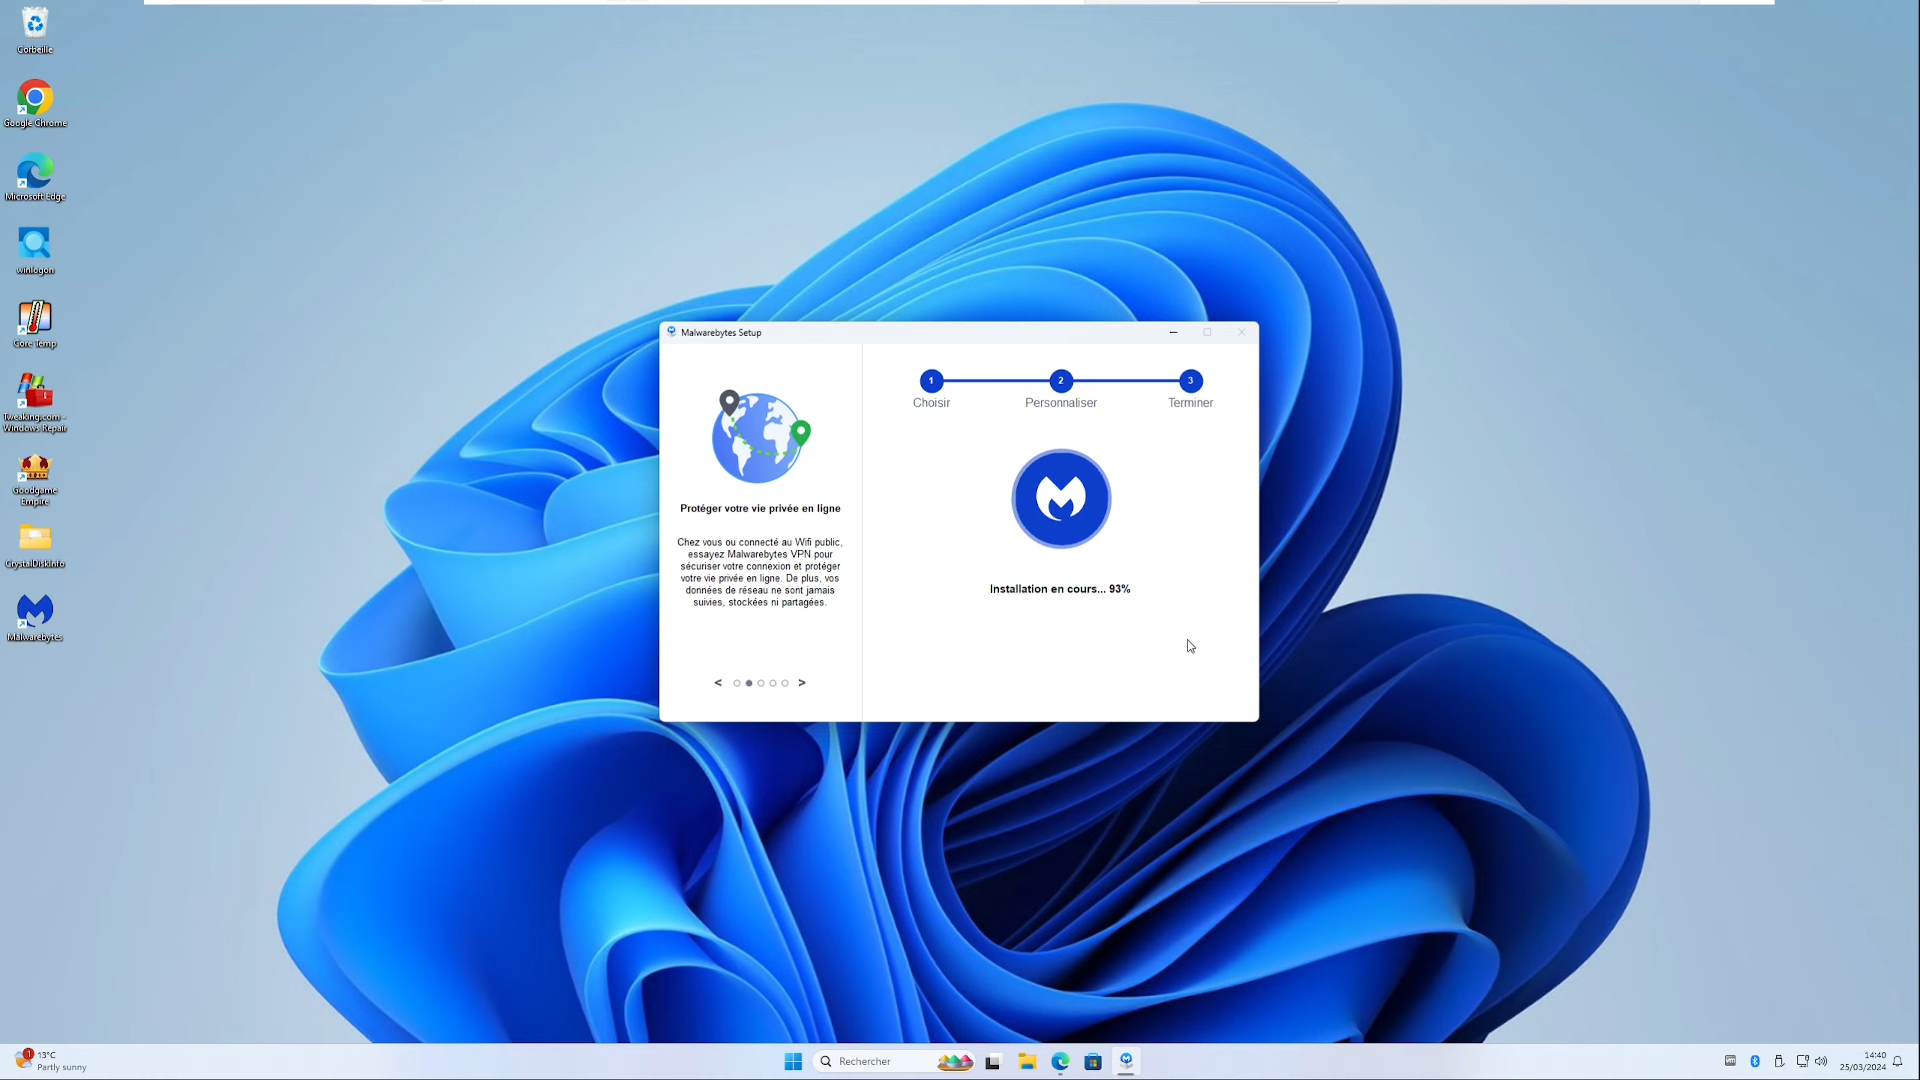 Corbeille
Google Chrome
Microsoft Edge
winlogon
Core Temp
Tweaking.com -
Windows Repair
Goodgame
Empire
CrystalDiskInfo
Malwarebytes
Malwarebytes Setup
Protéger votre vie privée en ligne
Chez vous ou connecté au Wifi public,
essayez Malwarebytes VPN pour
sécuriser votre connexion et protéger
votre vie privée en ligne. De plus, vos
données de réseau ne sont jamais
suivies, stockées ni partagées.
< >
1 2 3
Choisir Personnaliser Terminer
Installation en cours... 93%
1
13°C
Partly sunny
Rechercher
14:40
25/03/2024